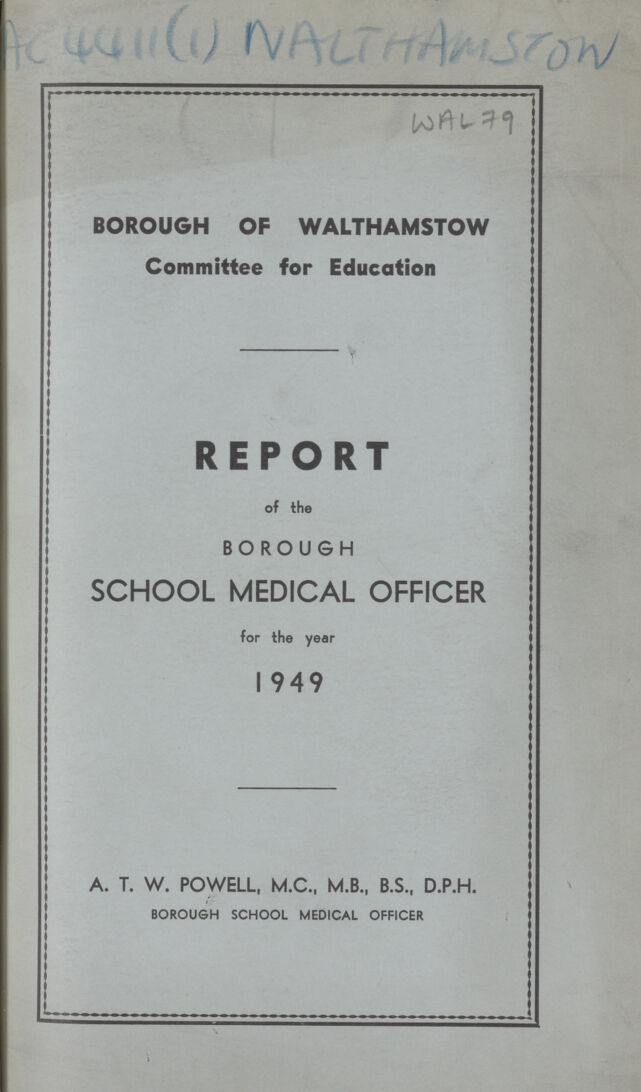 AC 4411(1) WALTHAMSTOW
WAL 79
BOROUGH OF WALTHAMSTOW
Committee for Education
REPORT
of the
BOROUGH
SCHOOL MEDICAL OFFICER
for the year
1949
A. T. W. POWELL, M.C., M.B., B.S., D.P.H.
BOROUGH SCHOOL MEDICAL OFFICER